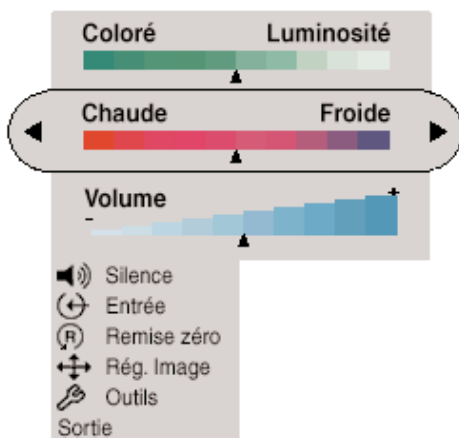 Coloré Luminosité
Chaude Froide
Volume
- +
Silence
Entrée
R Remise zéro
Rég. Image
Outils
Sortie